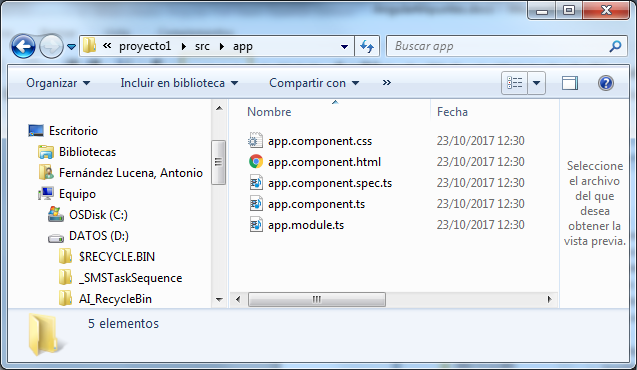 « proyecto1 ▸ src ▸ app
Buscar app
Organizar Incluir en biblioteca Compartir con »
Nombre Fecha
Escritorio
Bibliotecas
Fernández Lucena, Antonio
Equipo
OSDisk (C:)
DATOS (D:)
$RECYCLE.BIN
_SMSTaskSequence
AI_RecycleBin
app.component.css 23/10/2017 12:30
app.component.html 23/10/2017 12:30
app.component.spec.ts 23/10/2017 12:30
app.component.ts 23/10/2017 12:30
app.module.ts 23/10/2017 12:30
Seleccione
el archivo
del que
desea
obtener la
vista previa.
5 elementos